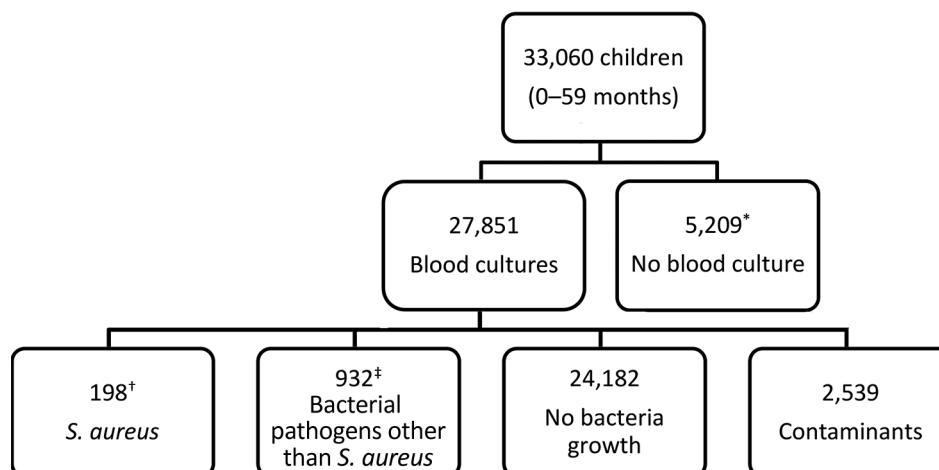 33,060 children
(0–59 months)
27,851
Blood cultures
5,209*
No blood culture
198†
S. aureus
932‡
Bacterial
pathogens other
than S. aureus
24,182
No bacteria
growth
2,539
Contaminants